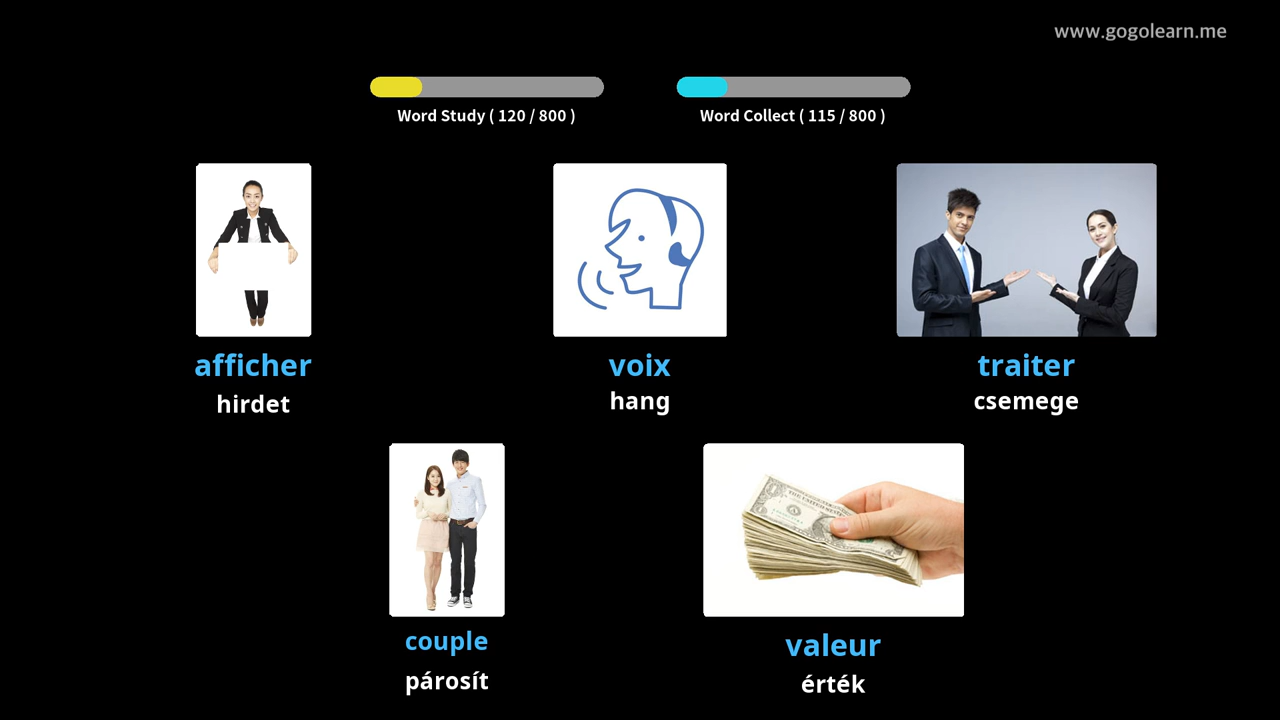 www.gogolearn.me
Word Study ( 120 / 800 )
Word Collect ( 115 / 800 )
afficher
hirdet
voix
hang
traiter
csemege
couple
párosít
valeur
érték